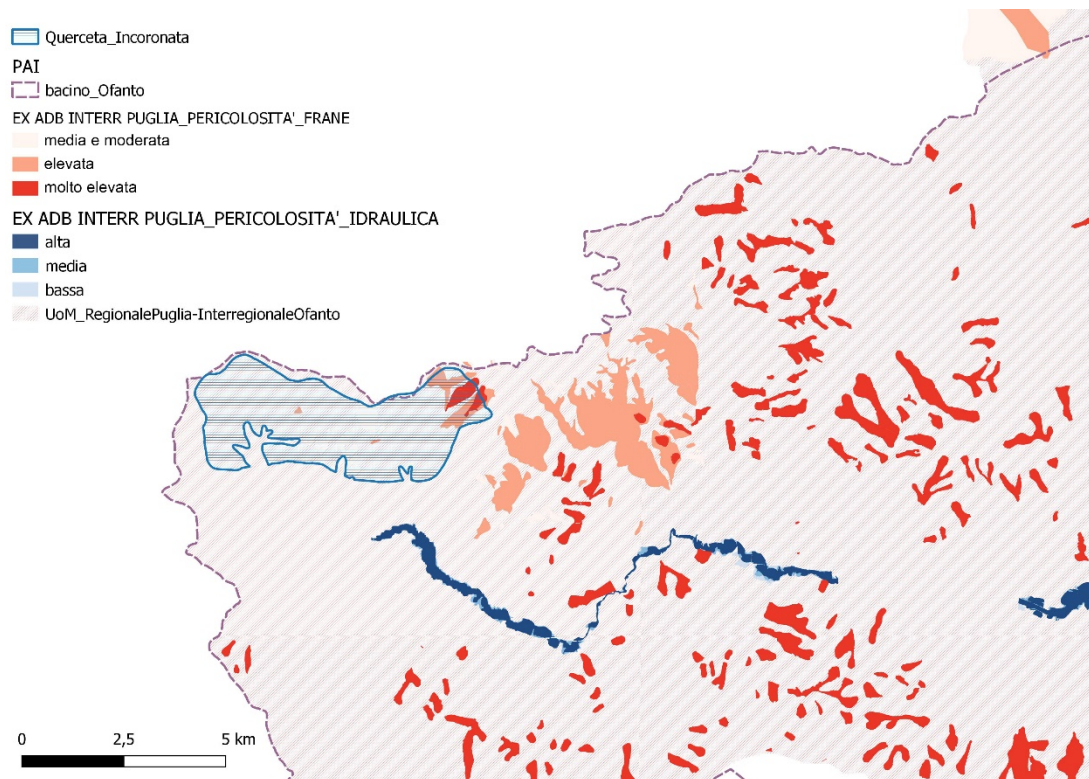 Querceta_Incoronata
PAI
bacino_Ofanto
EX ADB INTERR PUGLIA_PERICOLOSITA'_FRANE
media e moderata
elevata
molto elevata
EX ADB INTERR PUGLIA_PERICOLOSITA'_IDRAULICA
alta
media
bassa
UoM_RegionalePuglia-InterregionaleOfanto
0 2,5 5 km